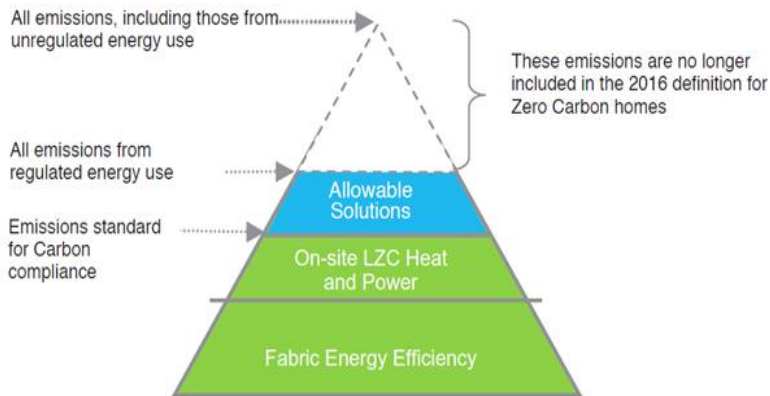 All emissions, including those from
unregulated energy use
These emissions are no longer
included in the 2016 definition for
Zero Carbon homes
All emissions from
regulated energy use
Allowable
Solutions
Emissions standard
for Carbon
compliance
On-site LZC Heat
and Power
Fabric Energy Efficiency